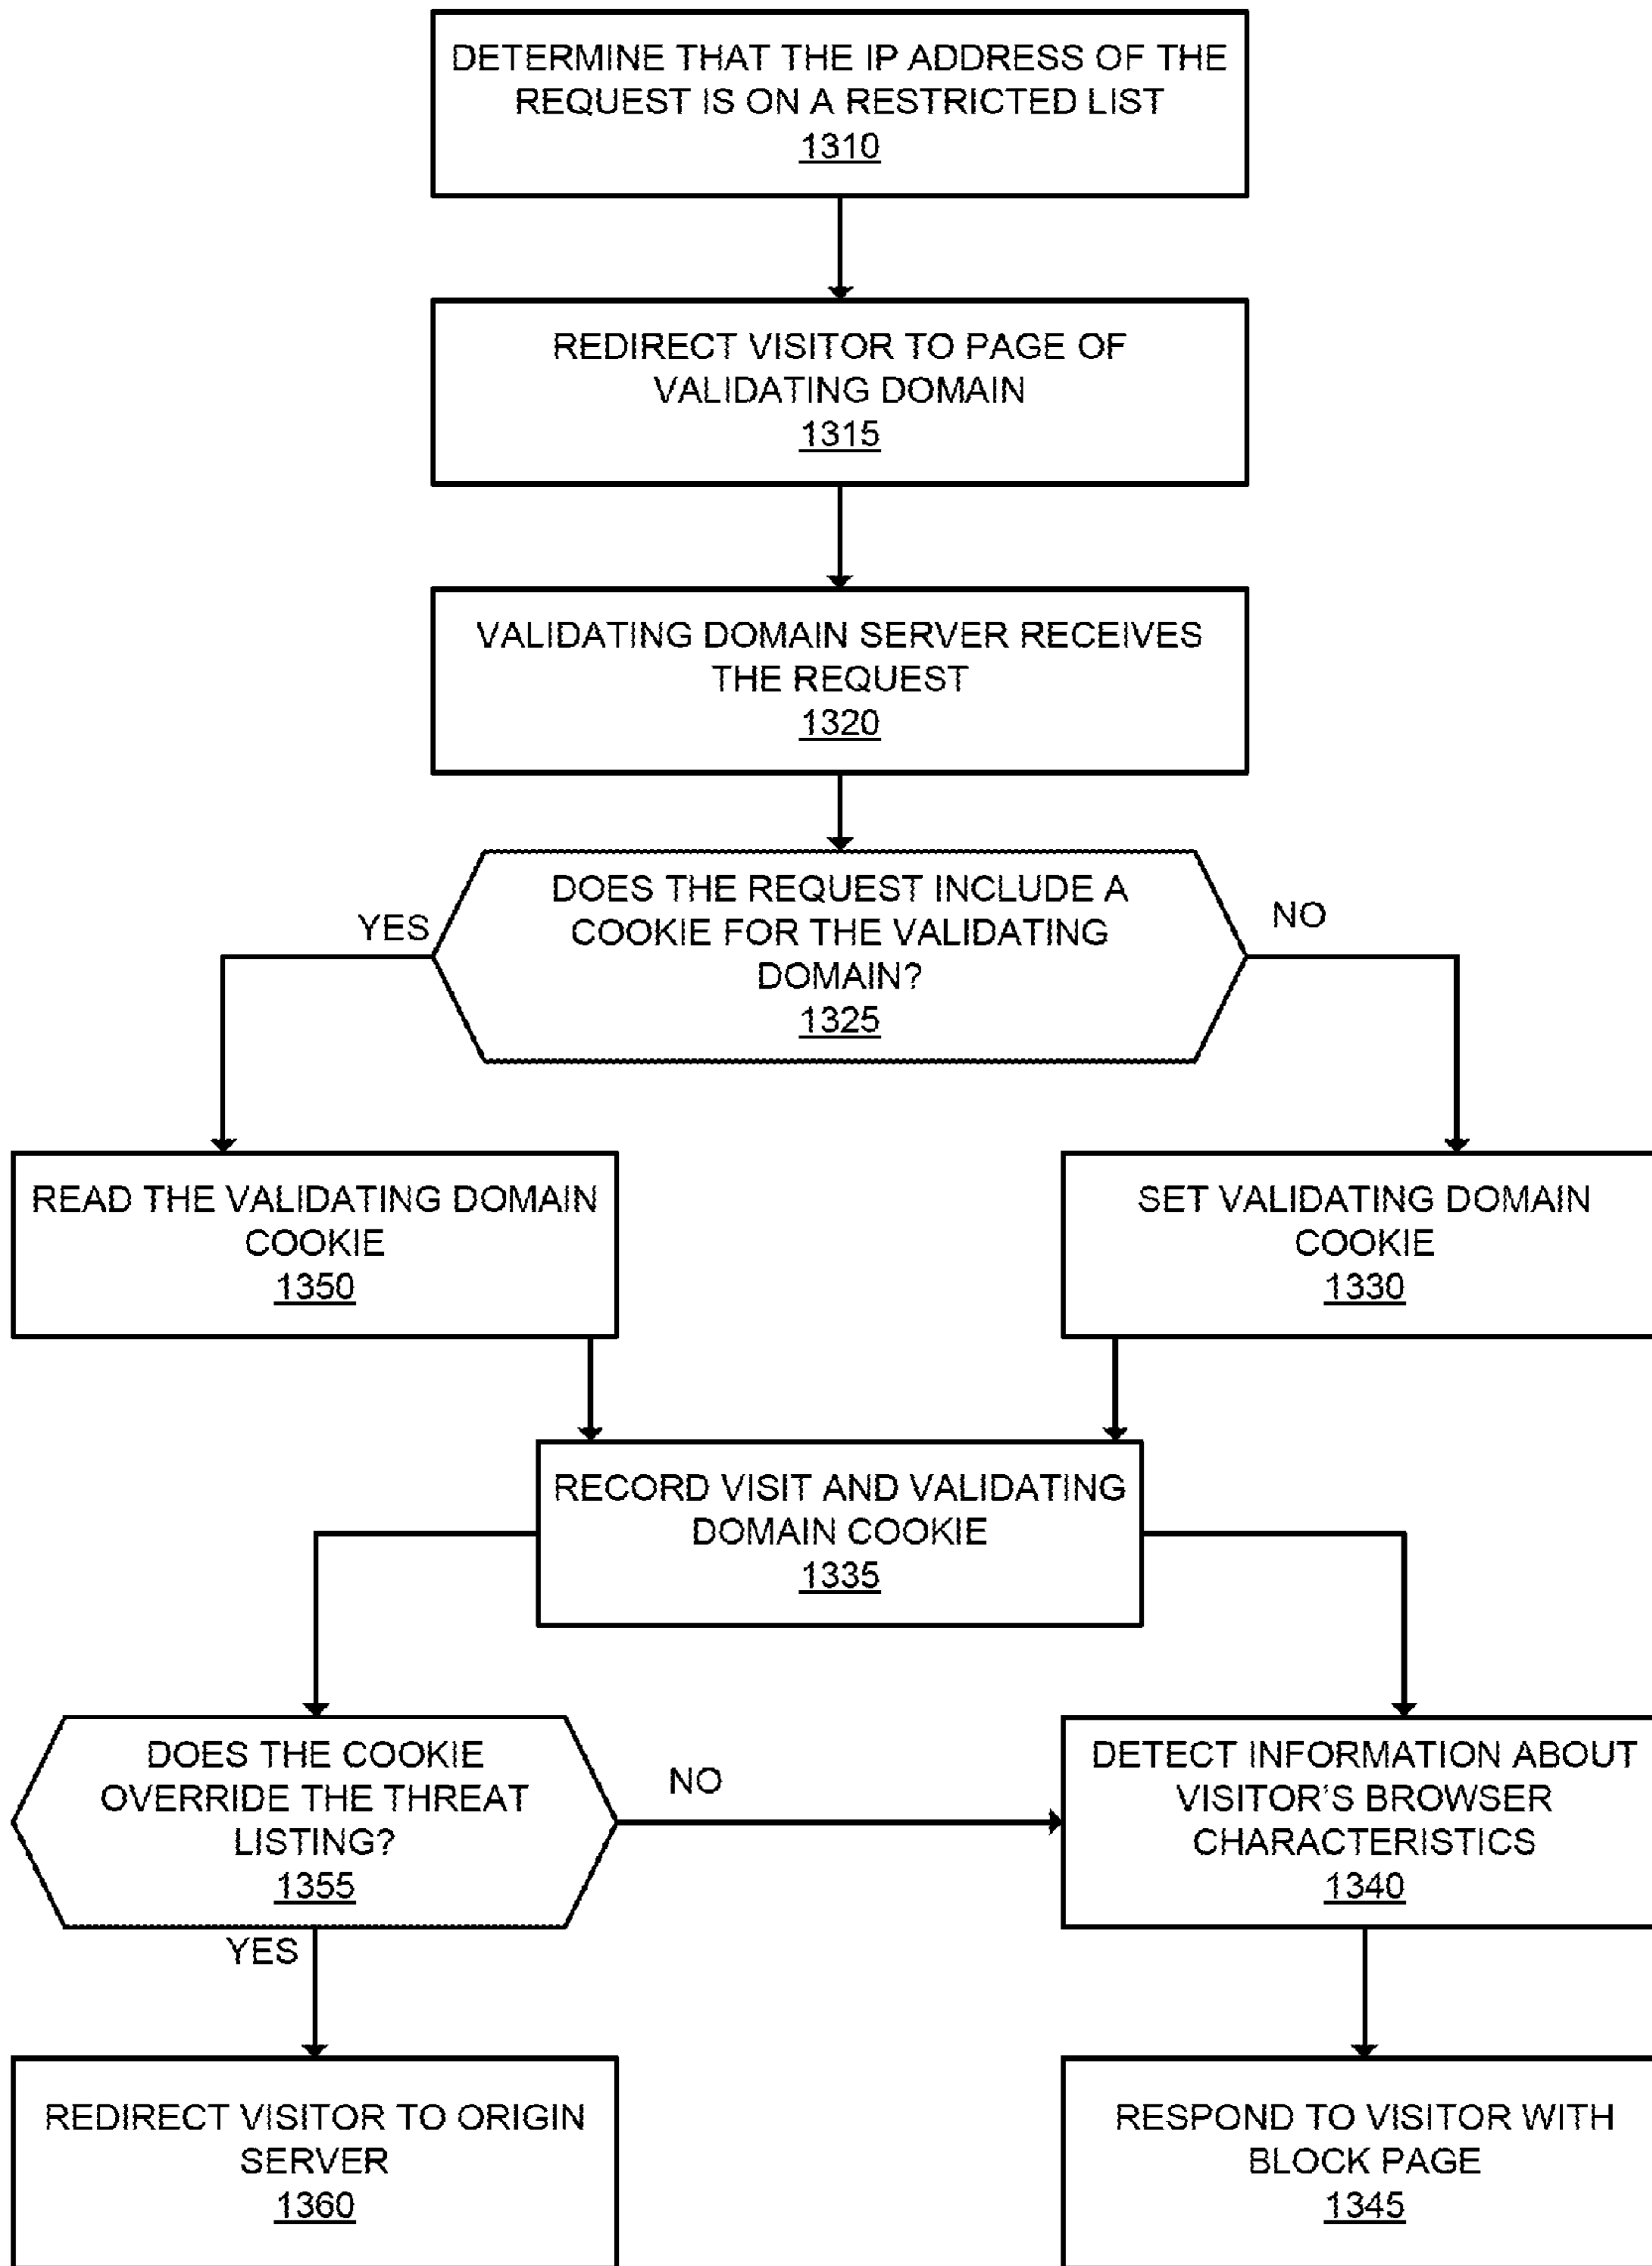 DETERMINE THAT THE IP ADDRESS OF THE
REQUEST IS ON A RESTRICTED LIST
1310
REDIRECT VISITOR TO PAGE OF
VALIDATING DOMAIN
1315
VALIDATING DOMAIN SERVER RECEIVES
THE REQUEST
1320
DOES THE REQUEST INCLUDE A
COOKIE FOR THE VALIDATING
DOMAIN?
1325
YES
NO
READ THE VALIDATING DOMAIN
COOKIE
1350
SET VALIDATING DOMAIN
COOKIE
1330
RECORD VISIT AND VALIDATING
DOMAIN COOKIE
1335
DOES THE COOKIE
OVERRIDE THE THREAT
LISTING?
1355
NO
YES
DETECT INFORMATION ABOUT
VISITOR'S BROWSER
CHARACTERISTICS
1340
REDIRECT VISITOR TO ORIGIN
SERVER
1360
RESPOND TO VISITOR WITH
BLOCK PAGE
1345